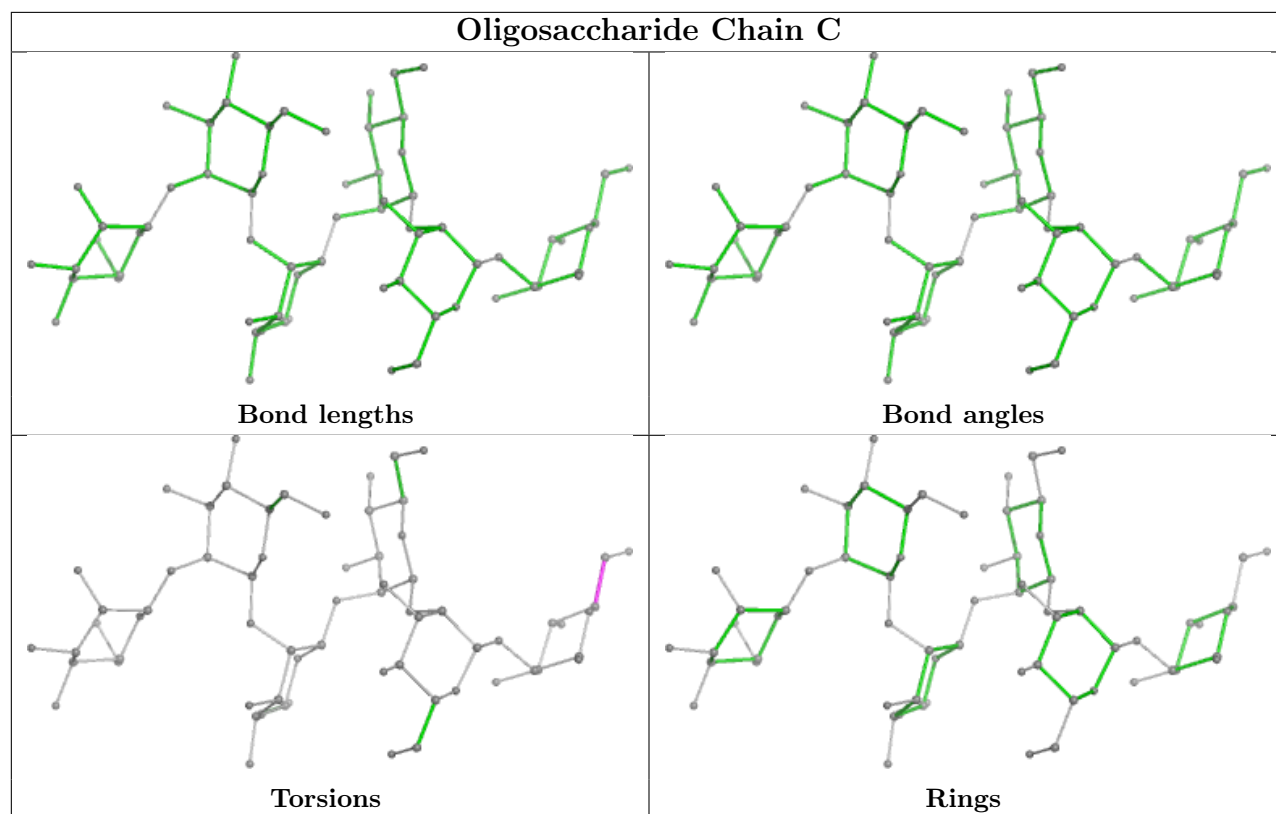 Oligosaccharide Chain C
Bond lengths
Bond angles
Torsions
Rings